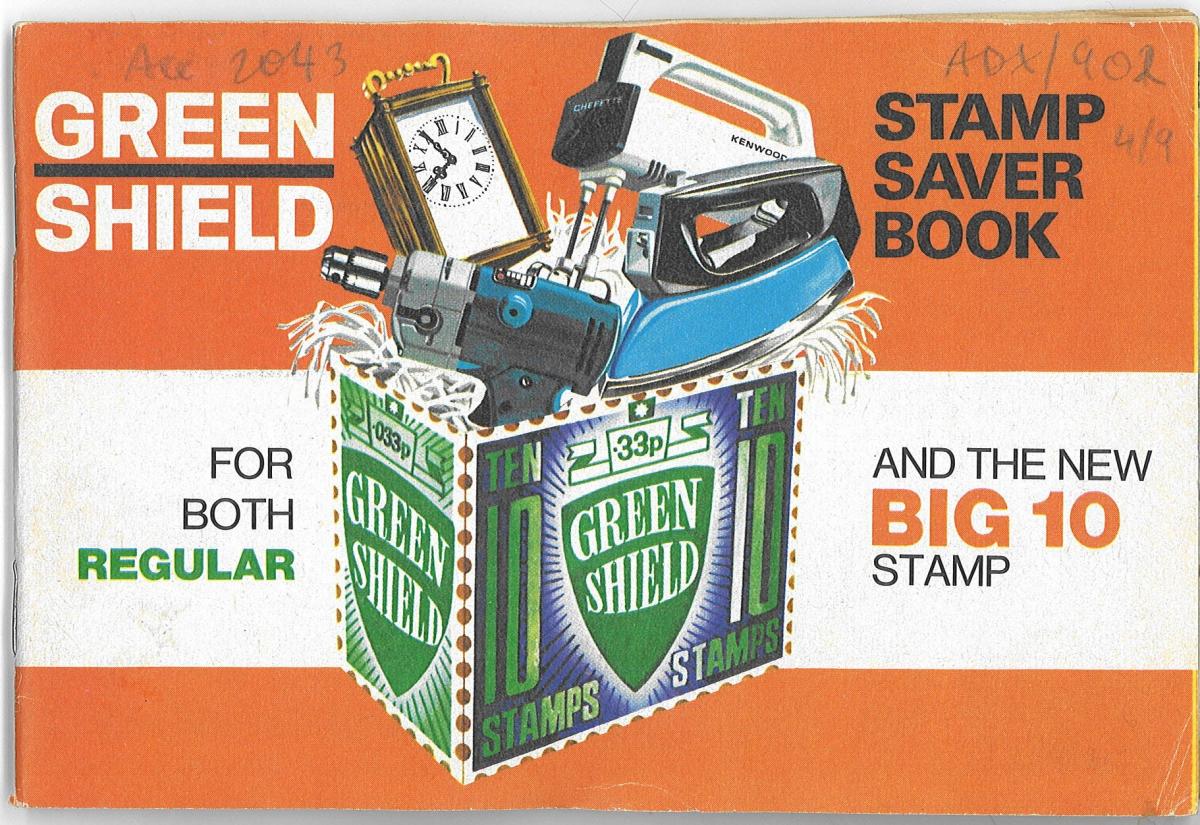 Acc 2043
ADX/902
4/9
GREEN
SHIELD
STAMP
SAVER
BOOK
CHEFETTE
KENWOOD
FOR
BOTH
REGULAR
AND THE NEW
BIG 10
STAMP
·033p
GREEN
SHIELD
TEN
10
STAMPS
·33p
GREEN
SHIELD
TEN
10
STAMPS